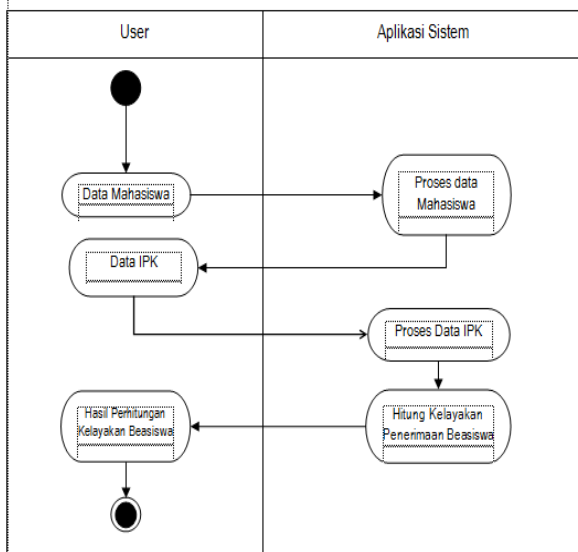 User
Aplikasi Sistem
Data Mahasiswa
Proses data
Mahasiswa
Data IPK
Proses Data IPK
Hasil Perhitungan
Kelayakan Beasiswa
Hitung Kelayakan
Penerimaan Beasiswa